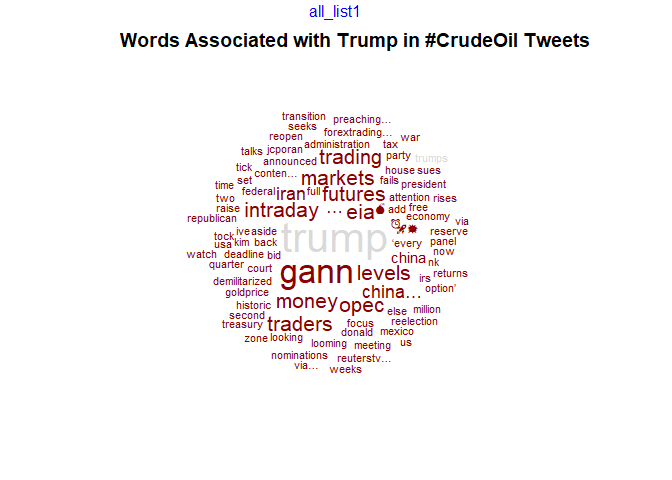 all_list1
Words Associated with Trump in #CrudeOil Tweets
transition preaching…
seeks forextrading… war
reopen administration tax
talks jcporan trading party trumps
announced
tick conten… markets house sues
set fails president
time federal iran full futures attention rises
two
raise intraday … eia💣 add free
republican economy via
⏰🚀💥
tock iveaside trump reserve
usa kim back 'every panel
watch deadline bid china now
quarter court nk
gann levels irs returns
demilitarized option'
goldprice china…
historic money opec else million
second
treasury traders focus reelection
zone looking donald mexico
looming meeting us
nominations reuterstv…
via… weeks